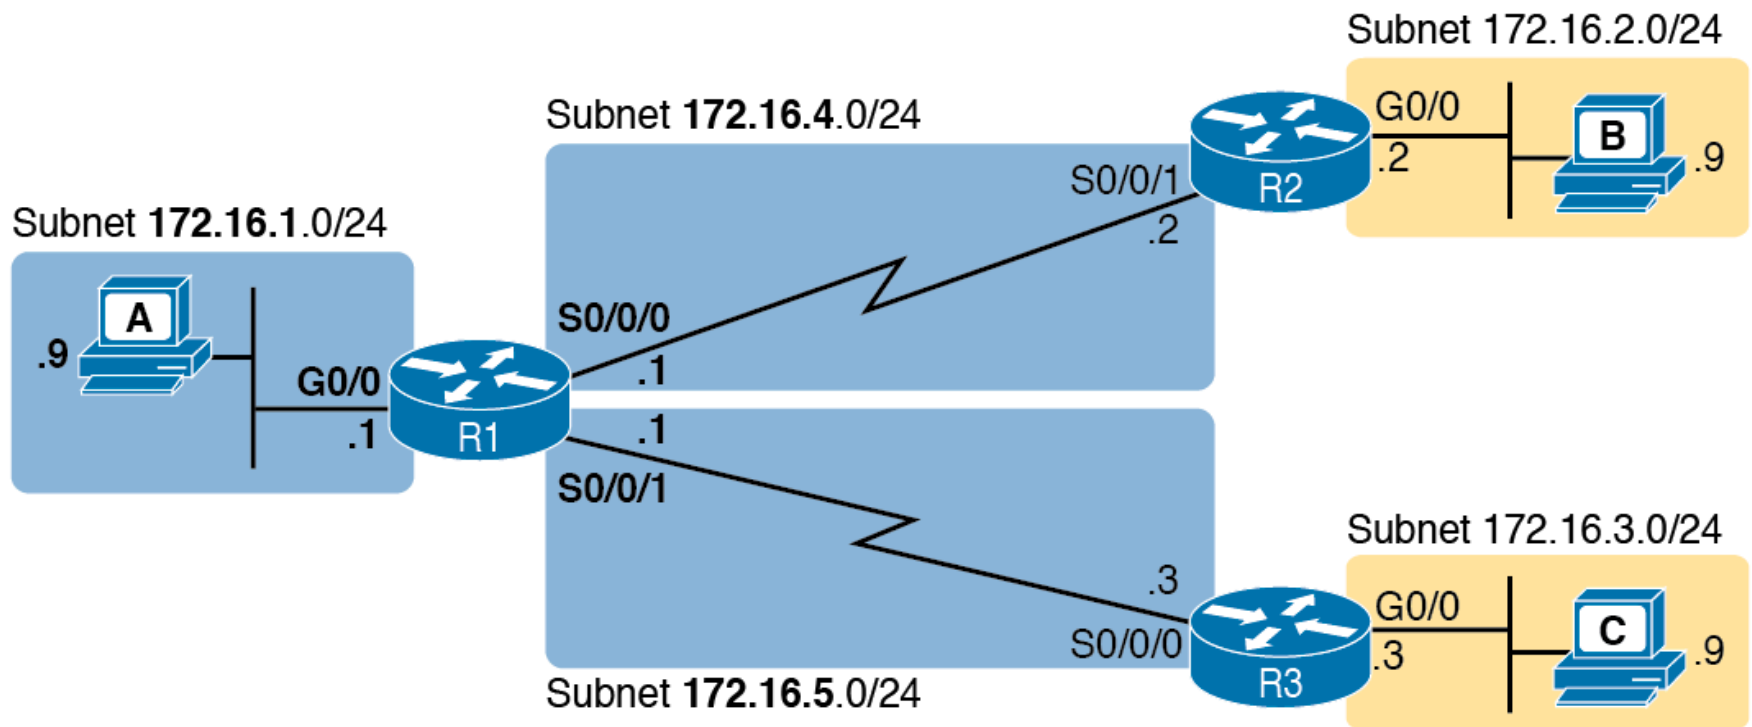 Subnet 172.16.2.0/24
Subnet 172.16.4.0/24
G0/0
B
.2
.9
S0/0/1
R2
.2
Subnet 172.16.1.0/24
A
.9
S0/0/0
.1
G0/0
.1
R1
.1
S0/0/1
Subnet 172.16.3.0/24
.3
G0/0
C
S0/0/0
.3
.9
R3
Subnet 172.16.5.0/24